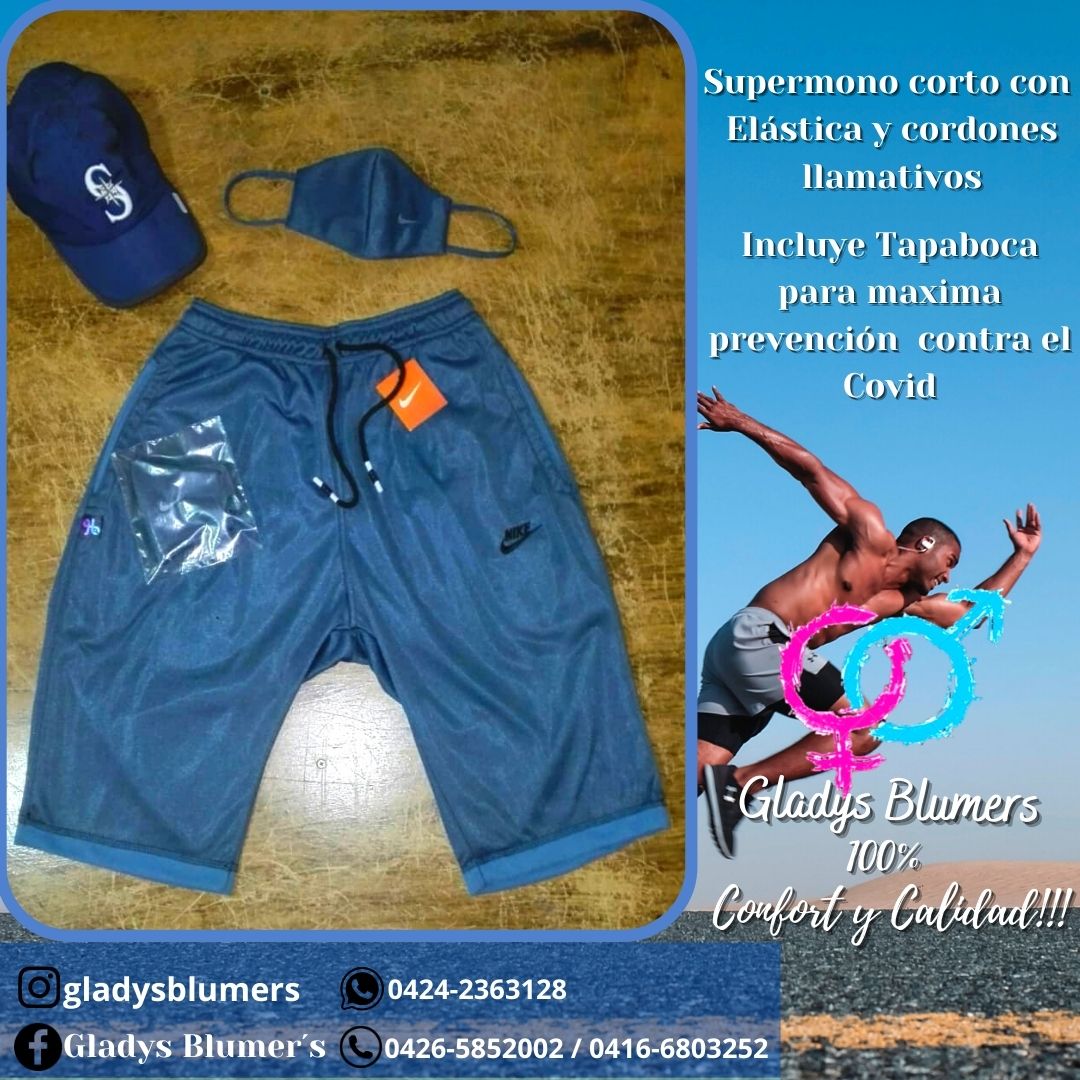 Supermono corto con
Elástica y cordones
llamativos
Incluye Tapaboca
para maxima
prevención contra el
Covid
S
NIKE
Gladys Blumers
100%
Confort y Calidad!!!
gladysblumers
0424-2363128
Gladys Blumer´s
0426-5852002 / 0416-6803252